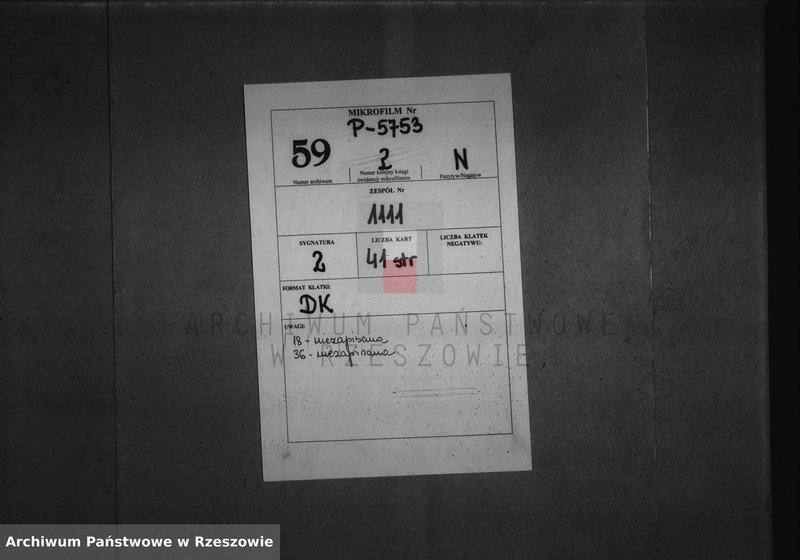 MIKROFILM Nr
P-5753
59
2
N
Numer archiwum
Numer kolejny księgi
ewidencji mikrofilmów
Pozytyw/Negatyw
ZESPÓŁ Nr
1111
SYGNATURA
2
LICZBA KART
41 str
LICZBA KLATEK
NEGATYWU:
FORMAT KLATKI:
DK
UWAGI:
18 - niezapisana
36 - niezapisana
ARCHIWUM PAŃSTWOWE
W RZESZOWIE
Archiwum Państwowe w Rzeszowie